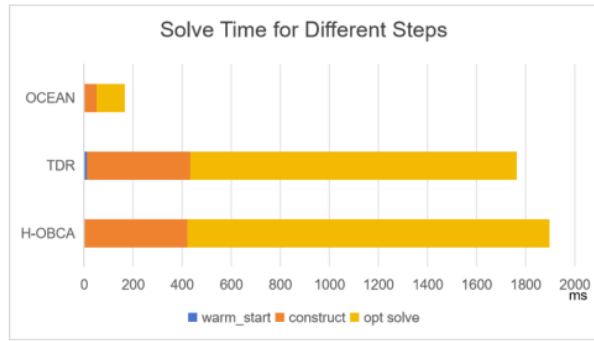 Solve Time for Different Steps
OCEAN
TDR
H-OBCA
0 200 400 600 800 1000 1200 1400 1600 1800 2000
ms
warm_start construct opt solve